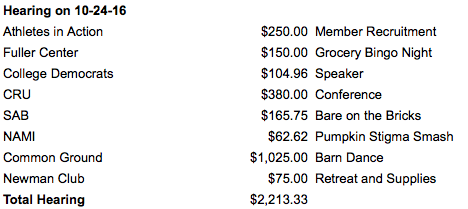 Hearing on 10-24-16
Athletes in Action $250.00 Member Recruitment
Fuller Center $150.00 Grocery Bingo Night
College Democrats $104.96 Speaker
CRU $380.00 Conference
SAB $165.75 Bare on the Bricks
NAMI $62.62 Pumpkin Stigma Smash
Common Ground $1,025.00 Barn Dance
Newman Club $75.00 Retreat and Supplies
Total Hearing $2,213.33